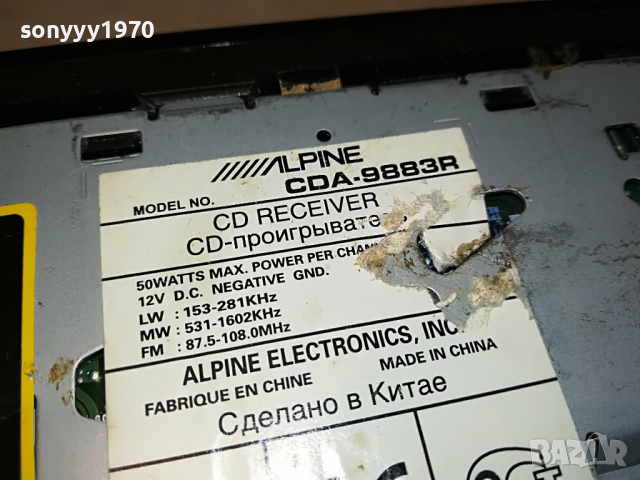 sonyyy1970
ALPINE
MODEL NO. CDA-9883R
CD RECEIVER
CD-проигрывате
50WATTS MAX. POWER PER CHAN
12V D.C. NEGATIVE GND.
LW : 153-281KHz
MW : 531-1602KHz
FM : 87.5-108.0MHz
ALPINE ELECTRONICS, INC.
FABRIQUE EN CHINE MADE IN CHINA
Сделано в Китае
BAZAR